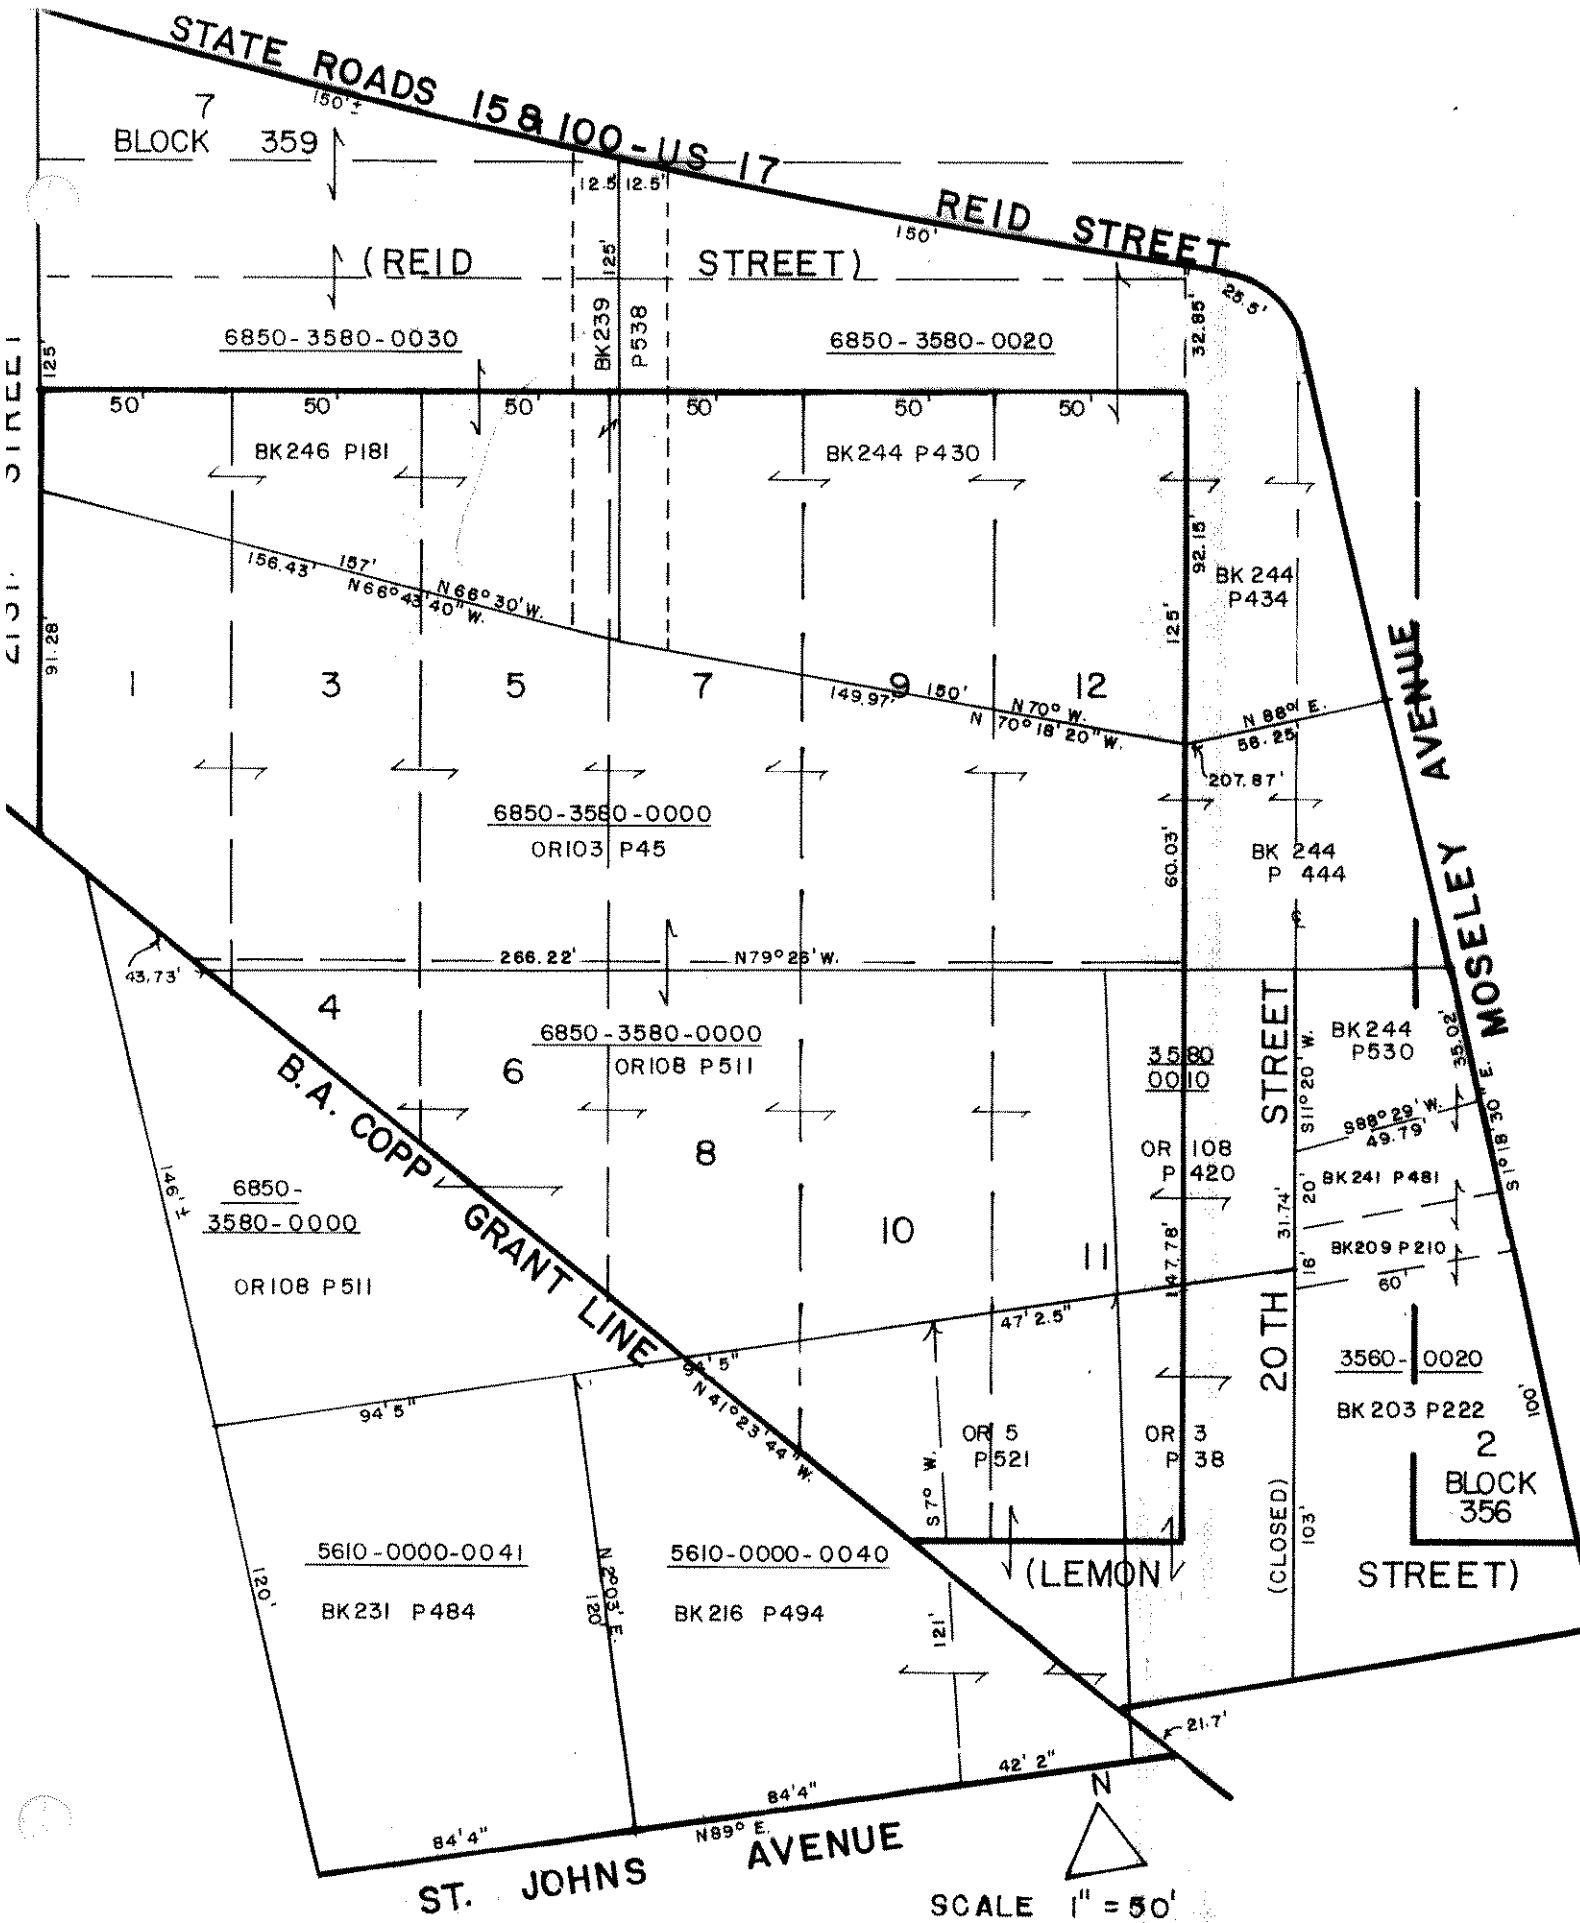 STATE ROADS 15 & 100 - US 17
REID STREET
7
150'±
BLOCK 359
12.5' 12.5'
150'
25.5'
(REID STREET)
125'
BK239
P538
32.85'
6850-3580-0030
6850-3580-0020
125'
21ST. STREET
50' 50' 50' 50' 50' 50'
BK246 P181
BK244 P430
92.15'
156.43' 157' N66°30'W.
N66°43'40"W.
BK 244
P434
125'
91.28'
1 3 5 7 9 12
149.97' 150' N70° W.
N 70°18'20"W.
N 88° E.
56.25'
207.87'
MOSELEY AVENUE
6850-3580-0000
OR103 P45
60.03'
BK 244
P 444
℄
43.73'
266.22' N79°26'W.
4
6850-3580-0000
OR108 P511
6
3580
0010
BK244
P530
35.02'
S11°20' W.
S1°18'30"E.
B.A. COPP GRANT LINE
8
OR 108
P 420
S88°29' W.
49.79'
BK241 P481
20'
31.74'
146'±
6850-
3580-0000
OR108 P511
10
11
147.78'
BK209 P210
16'
60'
20TH STREET
(CLOSED)
47' 2.5"
94'5"
94'5"
N41°23'44"W.
3560-0020
BK203 P222
100'
2
BLOCK
356
OR 5
P521
OR 3
P 38
S7° W.
103'
5610-0000-0041
BK231 P484
5610-0000-0040
BK216 P494
(LEMON STREET)
120'
N 2°03' E.
120'
121'
21.7'
42' 2"
84'4"
84'4"
N89° E.
ST. JOHNS AVENUE
N
SCALE 1" = 50'